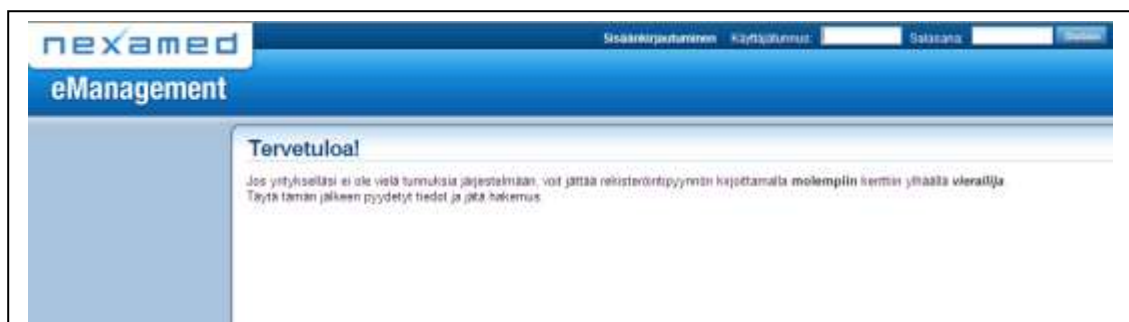 nexamed
Sisäänkirjautuminen Käyttäjätunnus: Salasana:
eManagement
Tervetuloa!
Jos yritykselläsi ei ole vielä tunnuksia järjestelmään, voit jättää rekisteröintipyynnön kirjoittamalla molempiin kenttiin ylhäällä vierailija
Täytä tämän jälkeen pyydetyt tiedot ja jätä hakemus.